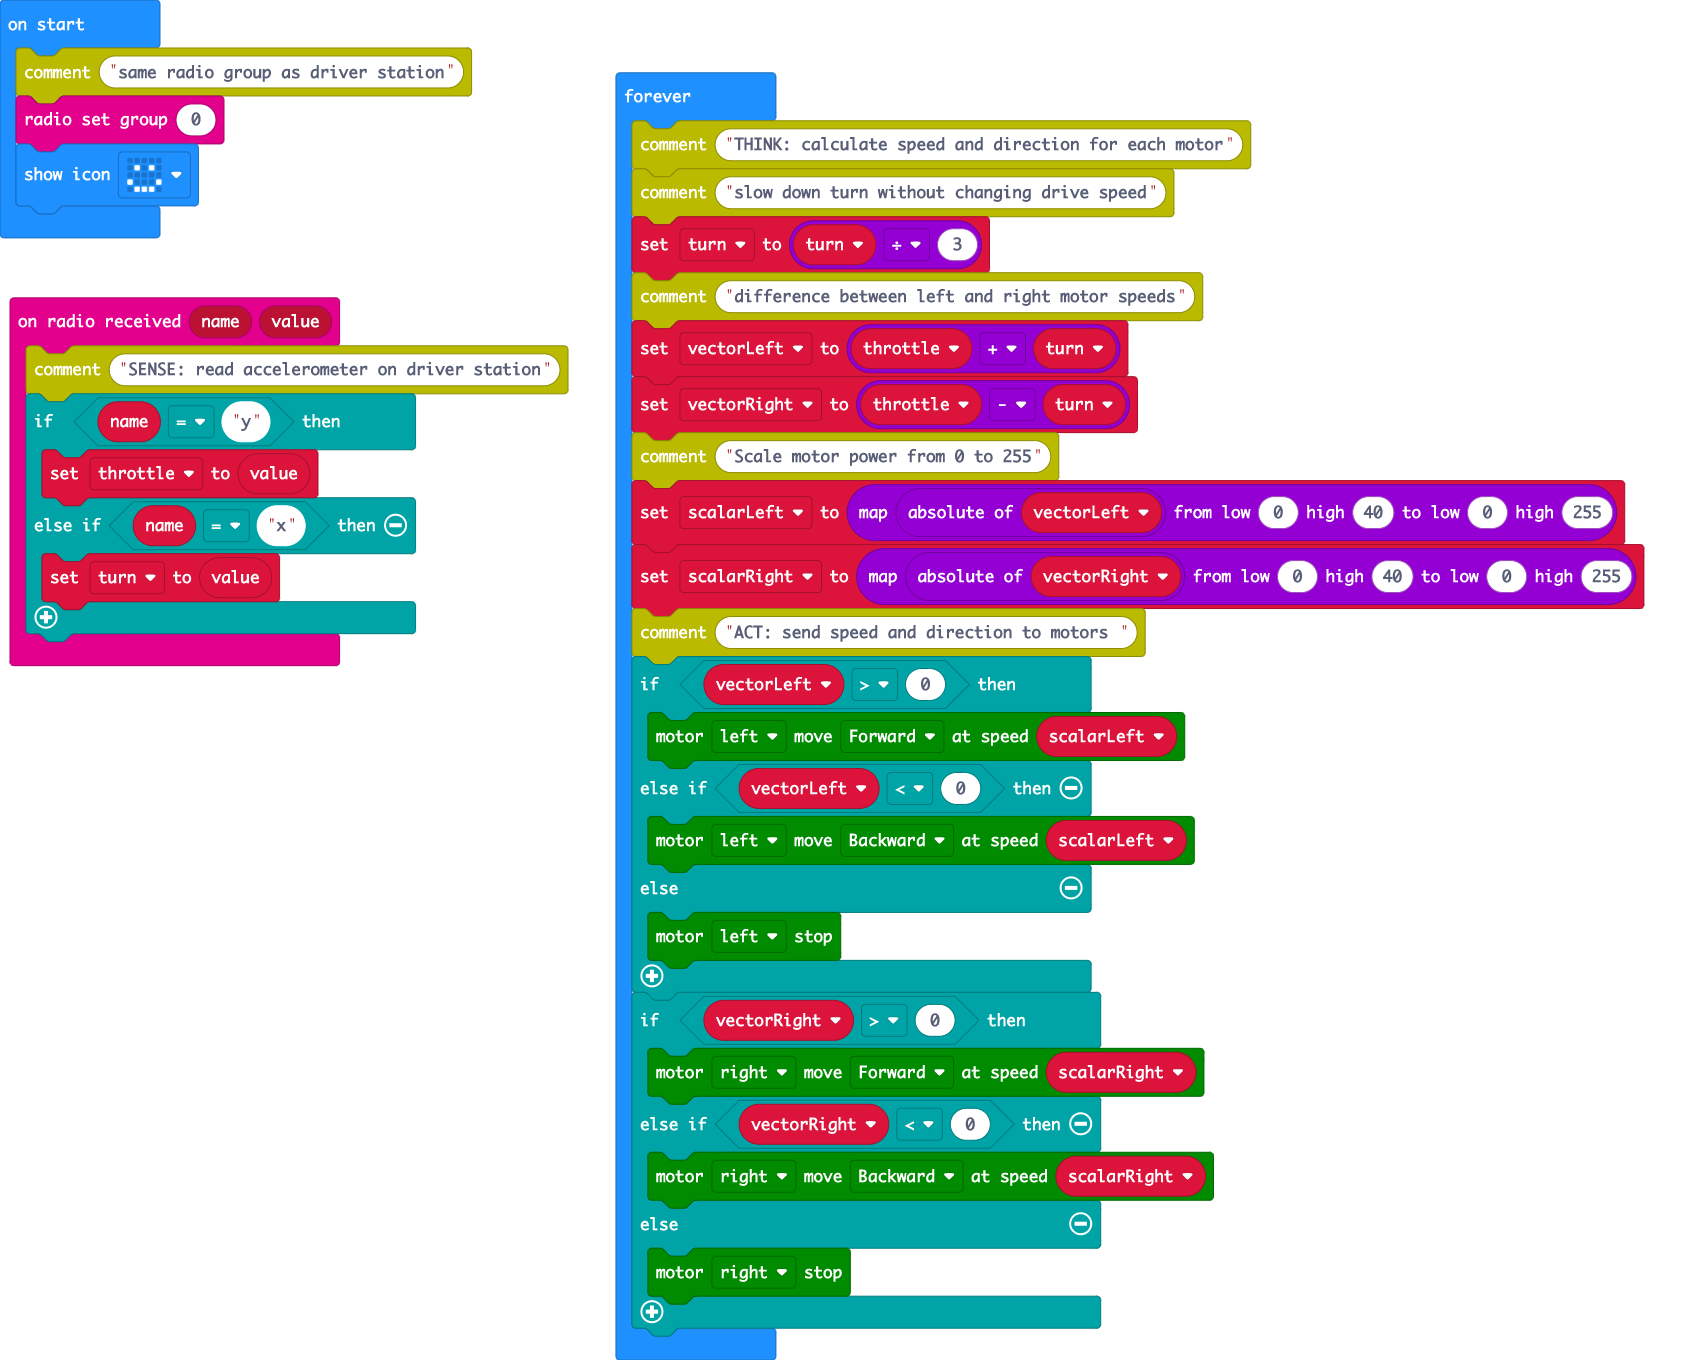 on start
comment "same radio group as driver station"
radio set group 0
show icon
on radio received name value
comment "SENSE: read accelerometer on driver station"
if name = "y" then
set throttle to value
else if name = "x" then
set turn to value
forever
comment "THINK: calculate speed and direction for each motor"
comment "slow down turn without changing drive speed"
set turn to turn ÷ 3
comment "difference between left and right motor speeds"
set vectorLeft to throttle + turn
set vectorRight to throttle - turn
comment "Scale motor power from 0 to 255"
set scalarLeft to map absolute of vectorLeft from low 0 high 40 to low 0 high 255
set scalarRight to map absolute of vectorRight from low 0 high 40 to low 0 high 255
comment "ACT: send speed and direction to motors "
if vectorLeft > 0 then
motor left move Forward at speed scalarLeft
else if vectorLeft < 0 then
motor left move Backward at speed scalarLeft
else
motor left stop
if vectorRight > 0 then
motor right move Forward at speed scalarRight
else if vectorRight < 0 then
motor right move Backward at speed scalarRight
else
motor right stop